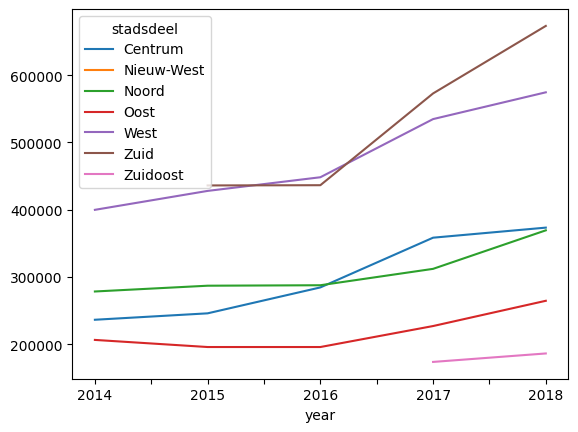 stadsdeel
Centrum
Nieuw-West
Noord
Oost
West
Zuid
Zuidoost
600000
500000
400000
300000
200000
2014 2015 2016 2017 2018
year